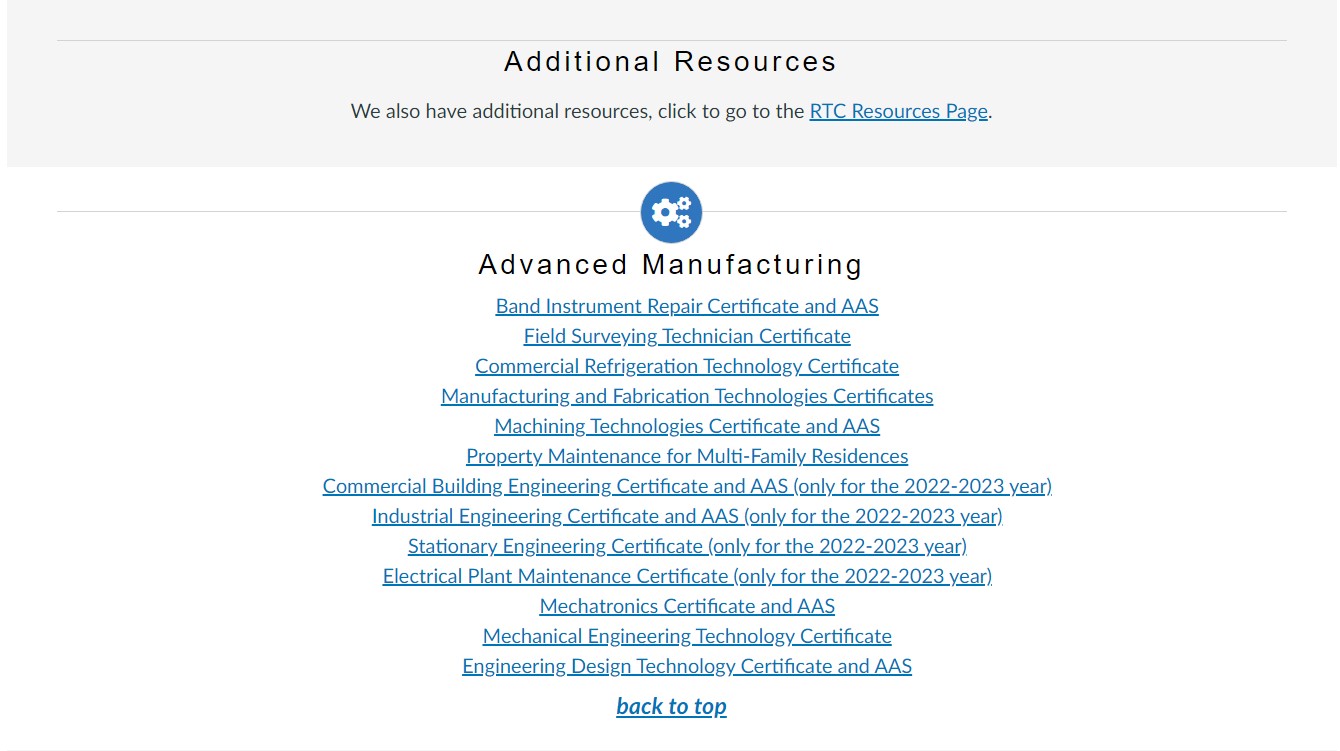 Additional Resources
We also have additional resources, click to go to the RTC Resources Page.
Advanced Manufacturing
Band Instrument Repair Certificate and AAS
Field Surveying Technician Certificate
Commercial Refrigeration Technology Certificate
Manufacturing and Fabrication Technologies Certificates
Machining Technologies Certificate and AAS
Property Maintenance for Multi-Family Residences
Commercial Building Engineering Certificate and AAS (only for the 2022-2023 year)
Industrial Engineering Certificate and AAS (only for the 2022-2023 year)
Stationary Engineering Certificate (only for the 2022-2023 year)
Electrical Plant Maintenance Certificate (only for the 2022-2023 year)
Mechatronics Certificate and AAS
Mechanical Engineering Technology Certificate
Engineering Design Technology Certificate and AAS
back to top